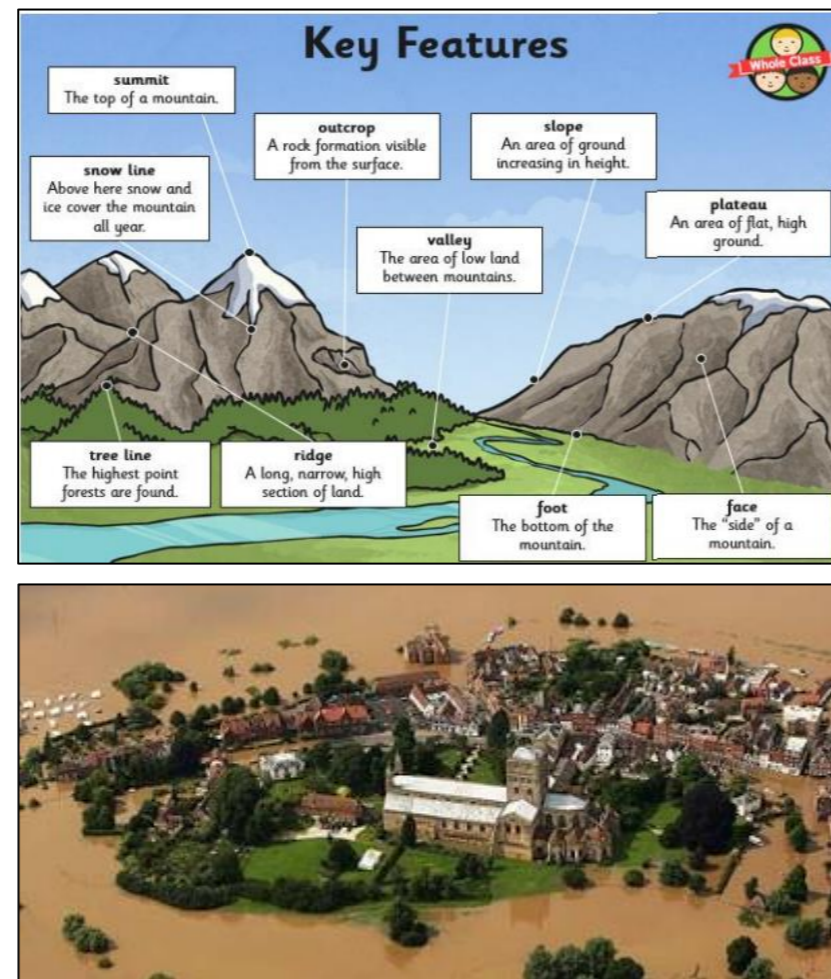 Key Features
Whole Class
summit
The top of a mountain.
outcrop
A rock formation visible
from the surface.
slope
An area of ground
increasing in height.
snow line
Above here snow and
ice cover the mountain
all year.
plateau
An area of flat, high
ground.
valley
The area of low land
between mountains.
tree line
The highest point
forests are found.
ridge
A long, narrow, high
section of land.
foot
The bottom of the
mountain.
face
The "side" of a
mountain.